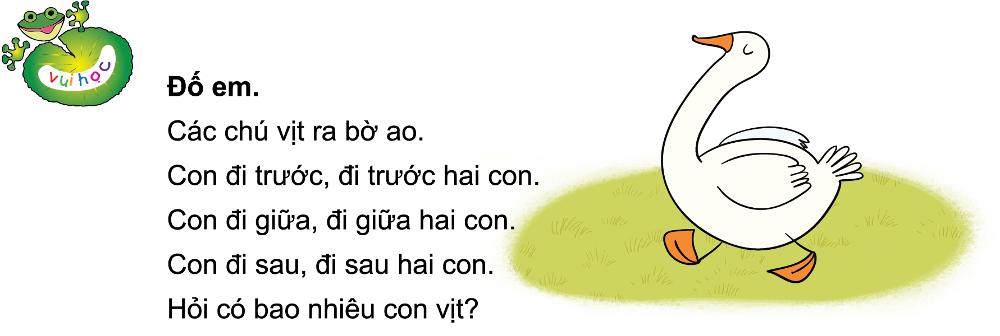 vui học
Đố em.
Các chú vịt ra bờ ao.
Con đi trước, đi trước hai con.
Con đi giữa, đi giữa hai con.
Con đi sau, đi sau hai con.
Hỏi có bao nhiêu con vịt?